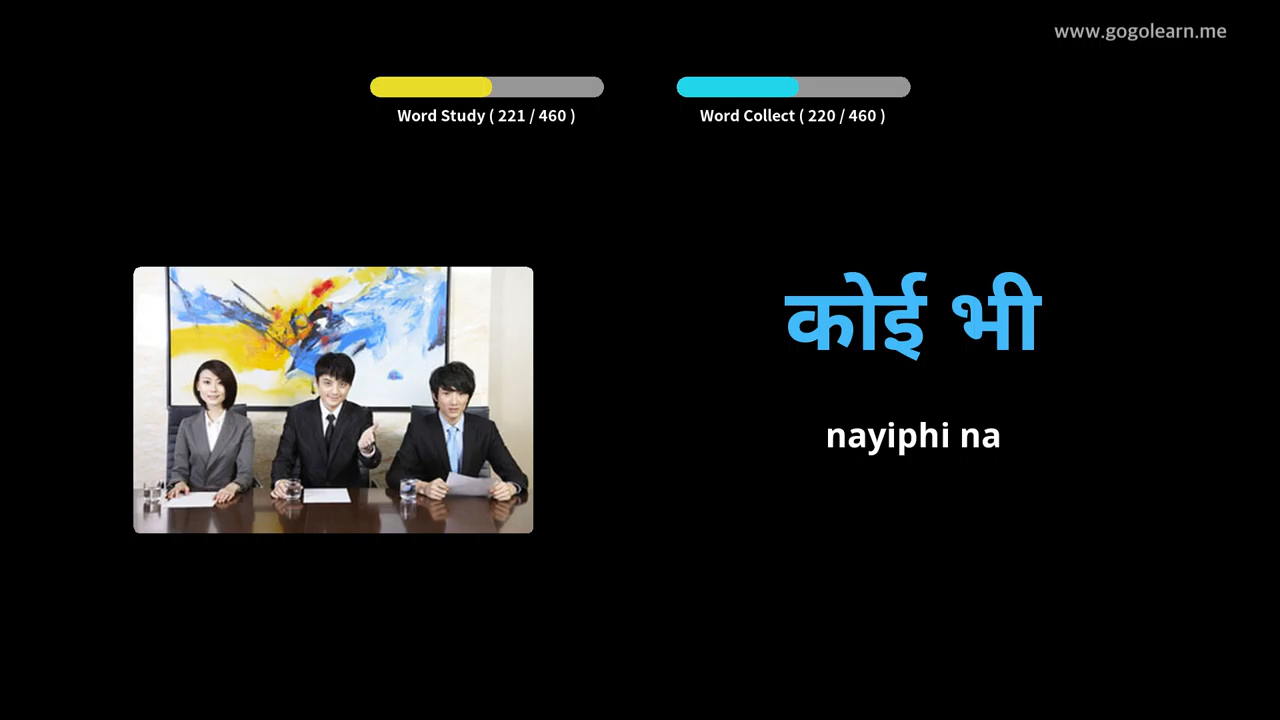 www.gogolearn.me
Word Study ( 221 / 460 )
Word Collect ( 220 / 460 )
कोई भी
nayiphi na